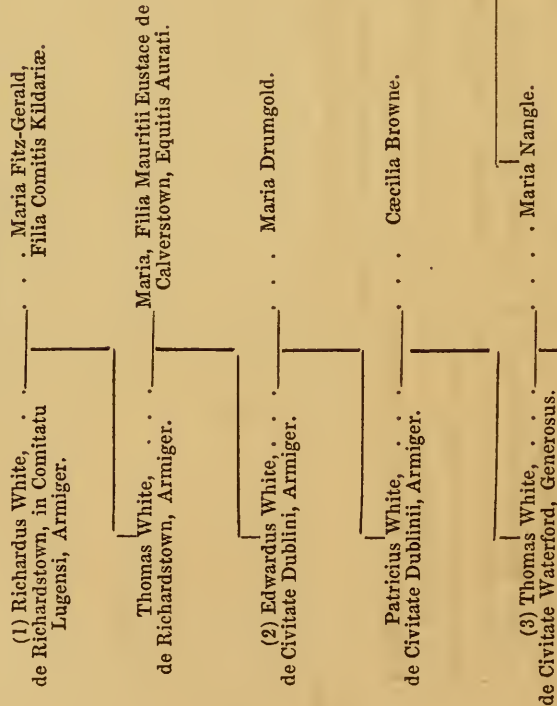 (1) Richardus White, . . . . . Maria Fitz-Gerald,
de Richardstown, in Comitatu Filia Comitis Kildariæ.
Lugensi, Armiger.
Thomas White, . . . . Maria, Filia Mauritii Eustace de
de Richardstown, Armiger. Calverstown, Equitis Aurati.
(2) Edwardus White, . . . . . . Maria Drumgold.
de Civitate Dublini, Armiger.
Patricius White, . . . . . . . Cæcilia Browne.
de Civitate Dublinii, Armiger.
(3) Thomas White, . . . . . . . Maria Nangle.
de Civitate Waterford, Generosus.